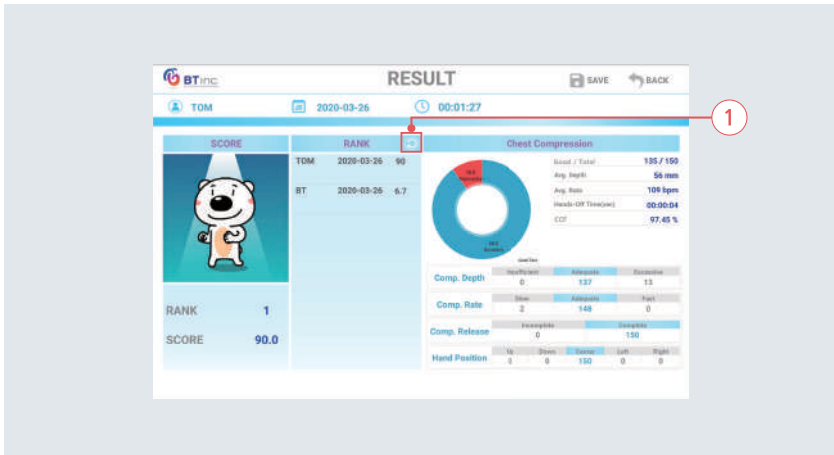 BT inc
RESULT
SAVE
BACK
TOM
2020-03-26
00:01:27
1
SCORE
RANK
Chest Compression
TOM 2020-03-26 90
BT 2020-03-26 6.7
RANK 1
SCORE 90.0
Good / Total 135 / 150
Avg. Depth 56 mm
Avg. Rate 109 bpm
Hands-Off Time(sec) 00:00:04
CCF 97.45 %
Comp. Depth
Insufficient Adequate Excessive
0 137 13
Comp. Rate
Slow Adequate Fast
2 148 0
Comp. Release
Incomplete Complete
0 150
Hand Position
Up Down Center Left Right
0 0 150 0 0